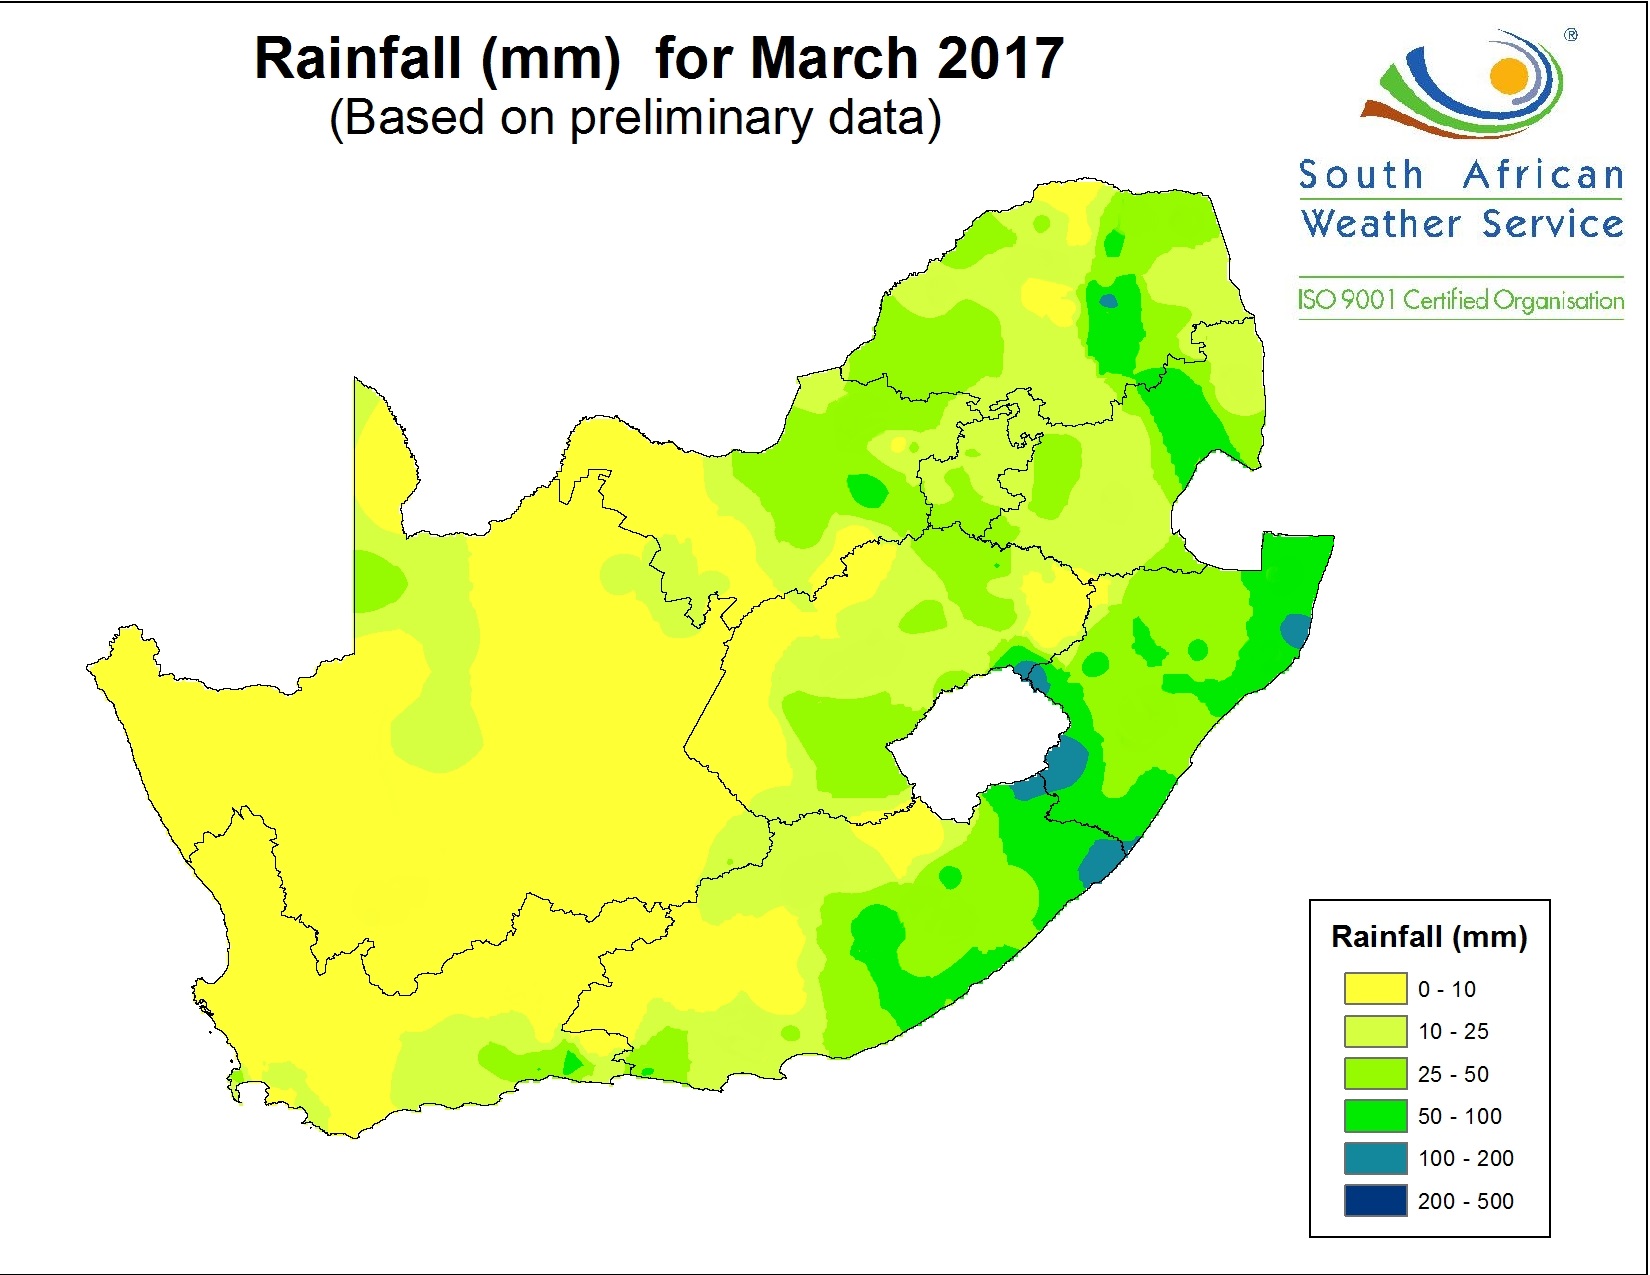 Rainfall (mm) for March 2017
(Based on preliminary data)
®
South African
Weather Service
ISO 9001 Certified Organisation
Rainfall (mm)
0 - 10
10 - 25
25 - 50
50 - 100
100 - 200
200 - 500